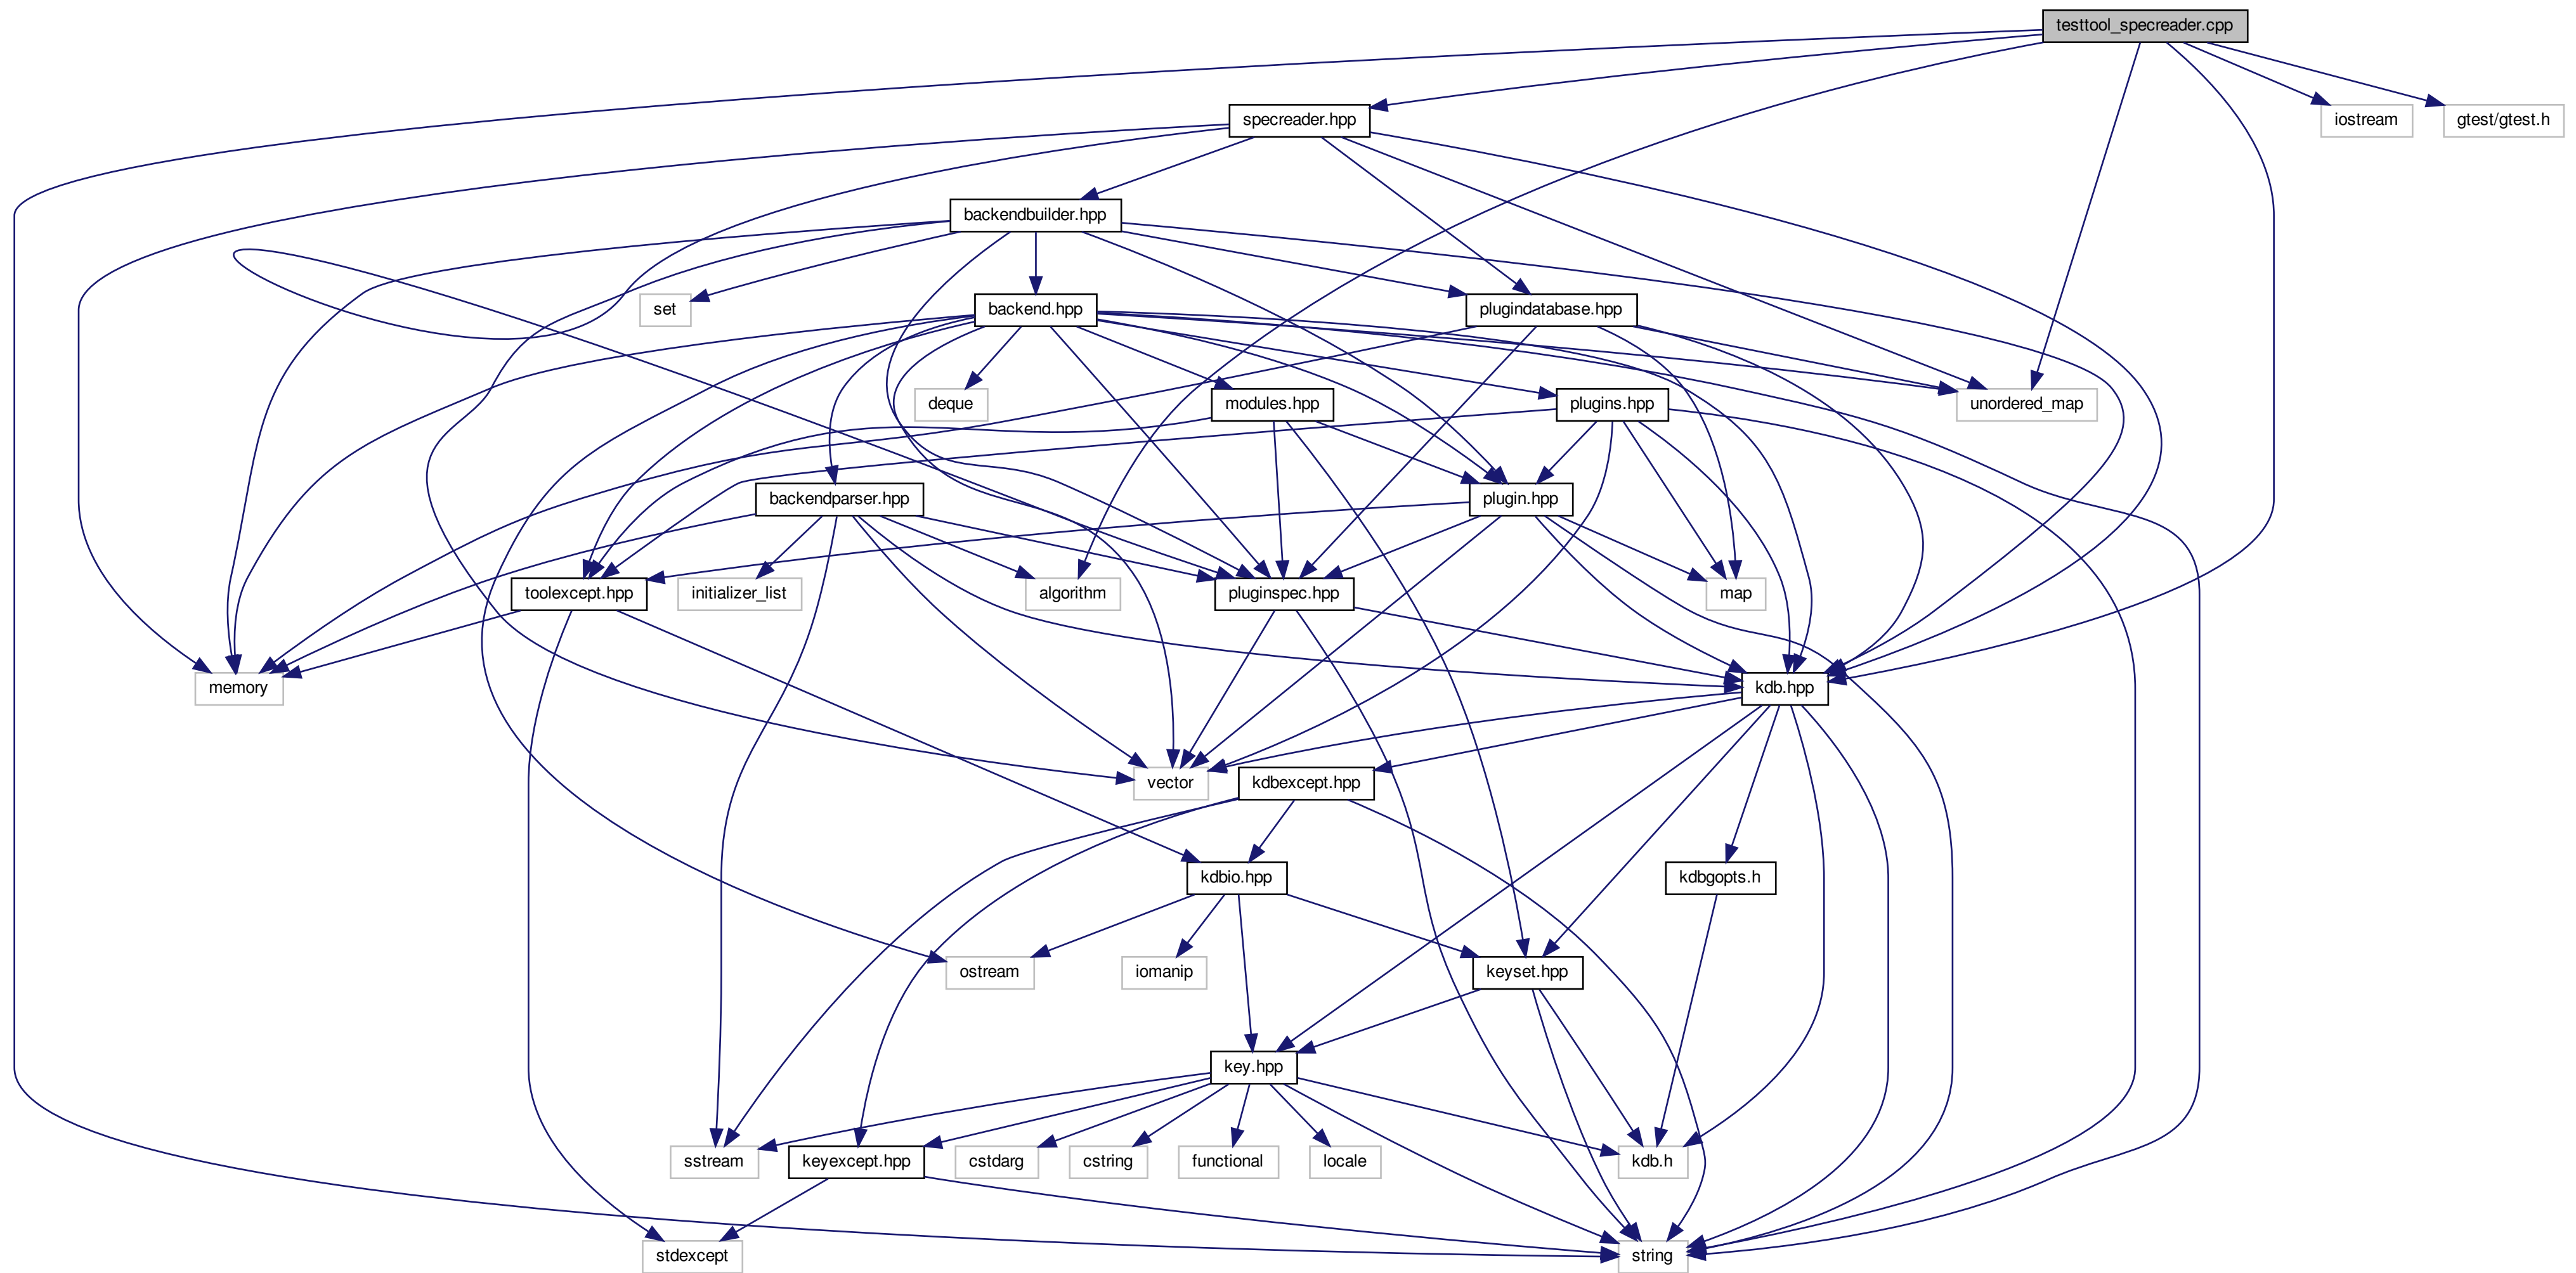 testtool_specreader.cpp
specreader.hpp
iostream
gtest/gtest.h
backendbuilder.hpp
set
backend.hpp
plugindatabase.hpp
deque
modules.hpp
plugins.hpp
unordered_map
backendparser.hpp
plugin.hpp
toolexcept.hpp
initializer_list
algorithm
pluginspec.hpp
map
memory
kdb.hpp
vector
kdbexcept.hpp
kdbio.hpp
kdbgopts.h
ostream
iomanip
keyset.hpp
key.hpp
sstream
keyexcept.hpp
cstdarg
cstring
functional
locale
kdb.h
stdexcept
string